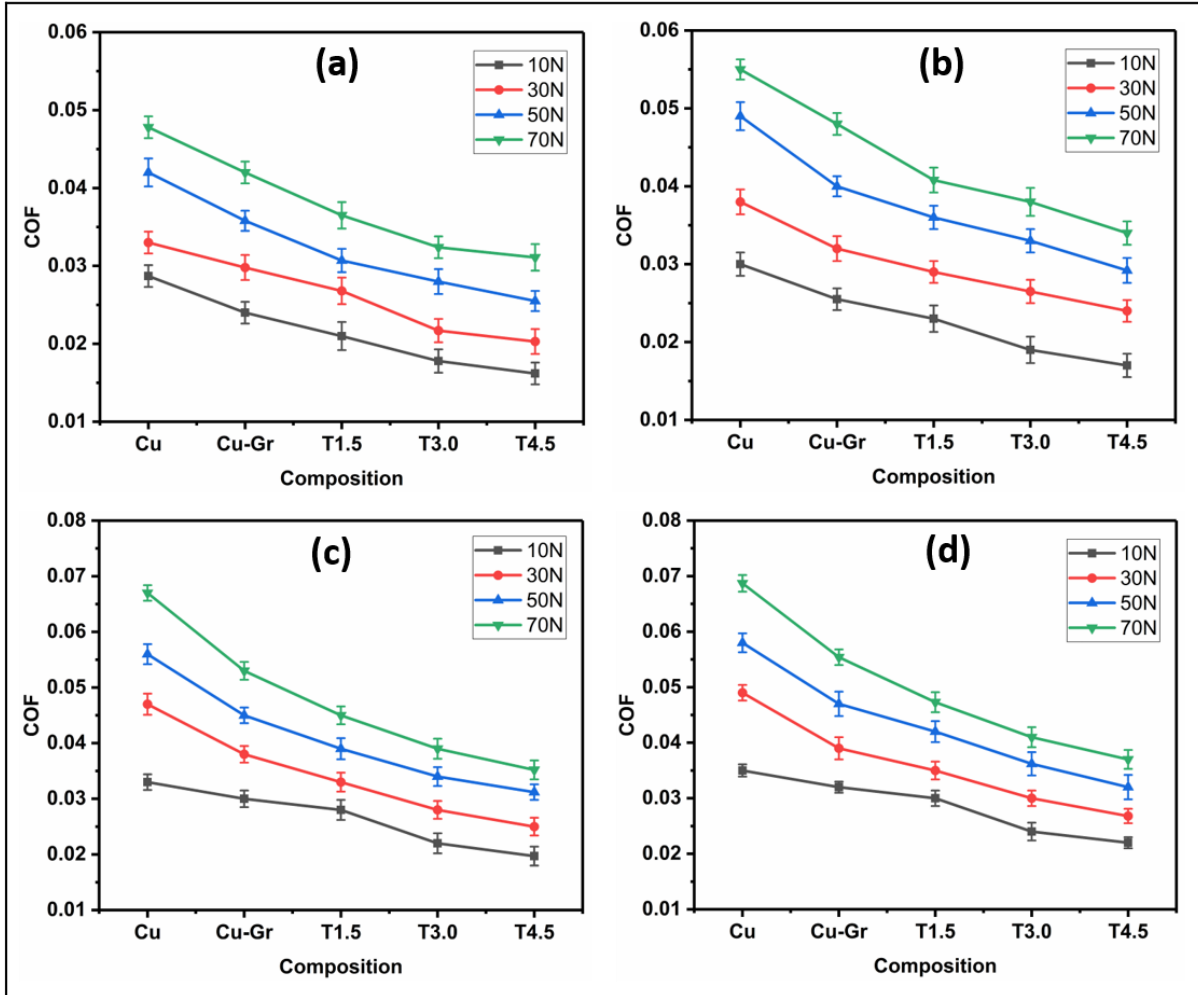 (a)
10N
30N
50N
70N
COF
0.06
0.05
0.04
0.03
0.02
0.01
Cu Cu-Gr T1.5 T3.0 T4.5
Composition
(b)
10N
30N
50N
70N
COF
0.06
0.05
0.04
0.03
0.02
0.01
Cu Cu-Gr T1.5 T3.0 T4.5
Composition
(c)
10N
30N
50N
70N
COF
0.08
0.07
0.06
0.05
0.04
0.03
0.02
0.01
Cu Cu-Gr T1.5 T3.0 T4.5
Composition
(d)
10N
30N
50N
70N
COF
0.08
0.07
0.06
0.05
0.04
0.03
0.02
0.01
Cu Cu-Gr T1.5 T3.0 T4.5
Composition